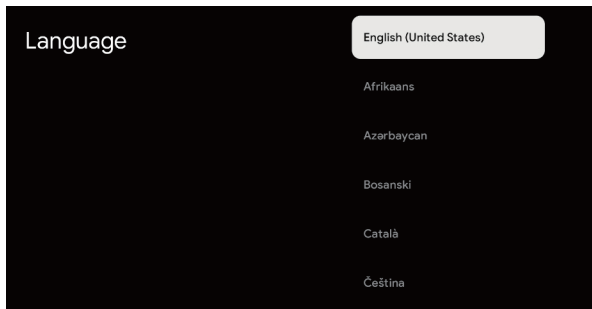 Language
English (United States)
Afrikaans
Azərbaycan
Bosanski
Català
Čeština